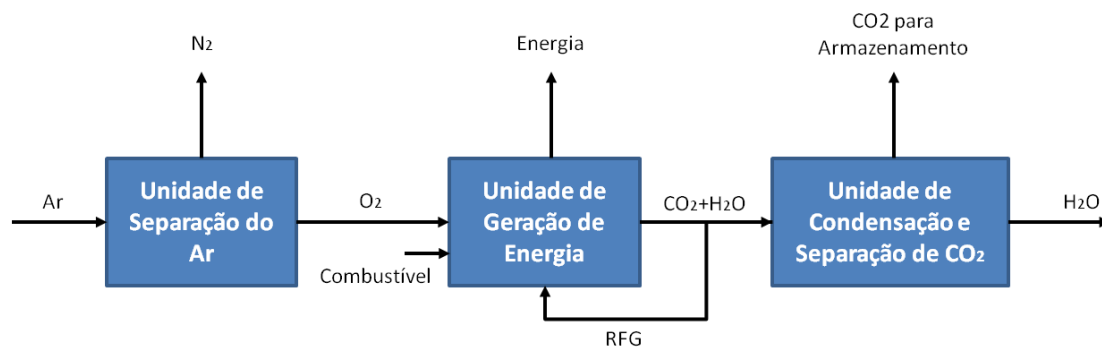 N₂
Energia
CO2 para
Armazenamento
Ar
Unidade de
Separação do
Ar
O₂
Combustível
Unidade de
Geração de
Energia
CO₂+H₂O
RFG
Unidade de
Condensação e
Separação de CO₂
H₂O